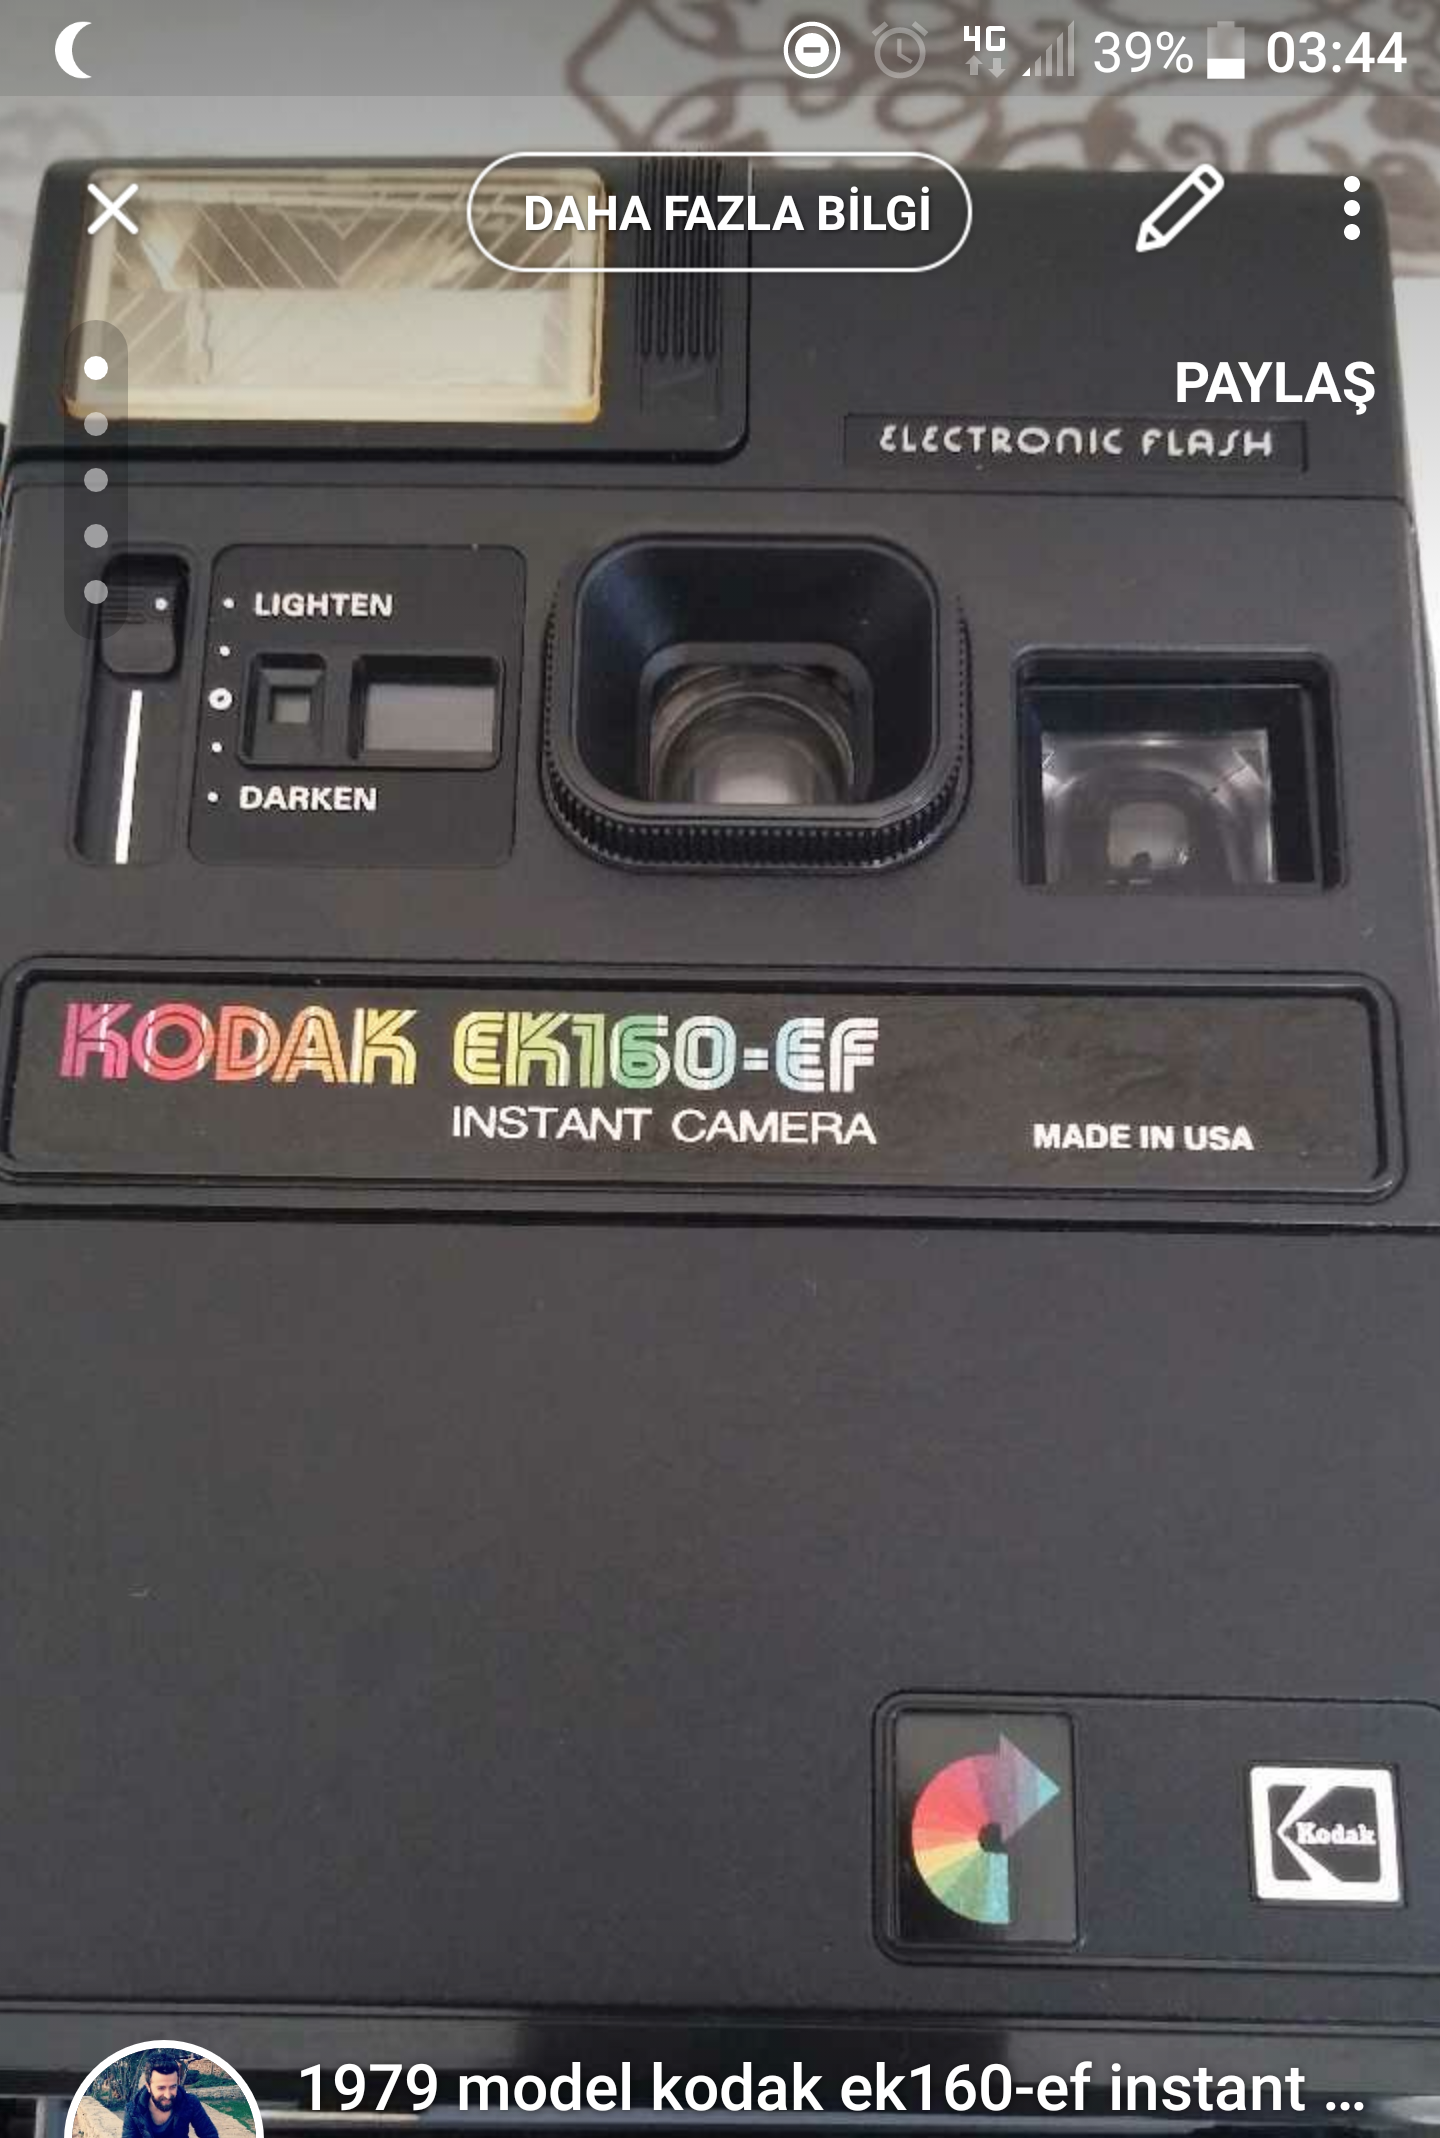 4G 39% 03:44
DAHA FAZLA BİLGİ
PAYLAŞ
ELECTRONIC FLASH
LIGHTEN
DARKEN
KODAK EK160-EF
INSTANT CAMERA
MADE IN USA
Kodak
1979 model kodak ek160-ef instant ...